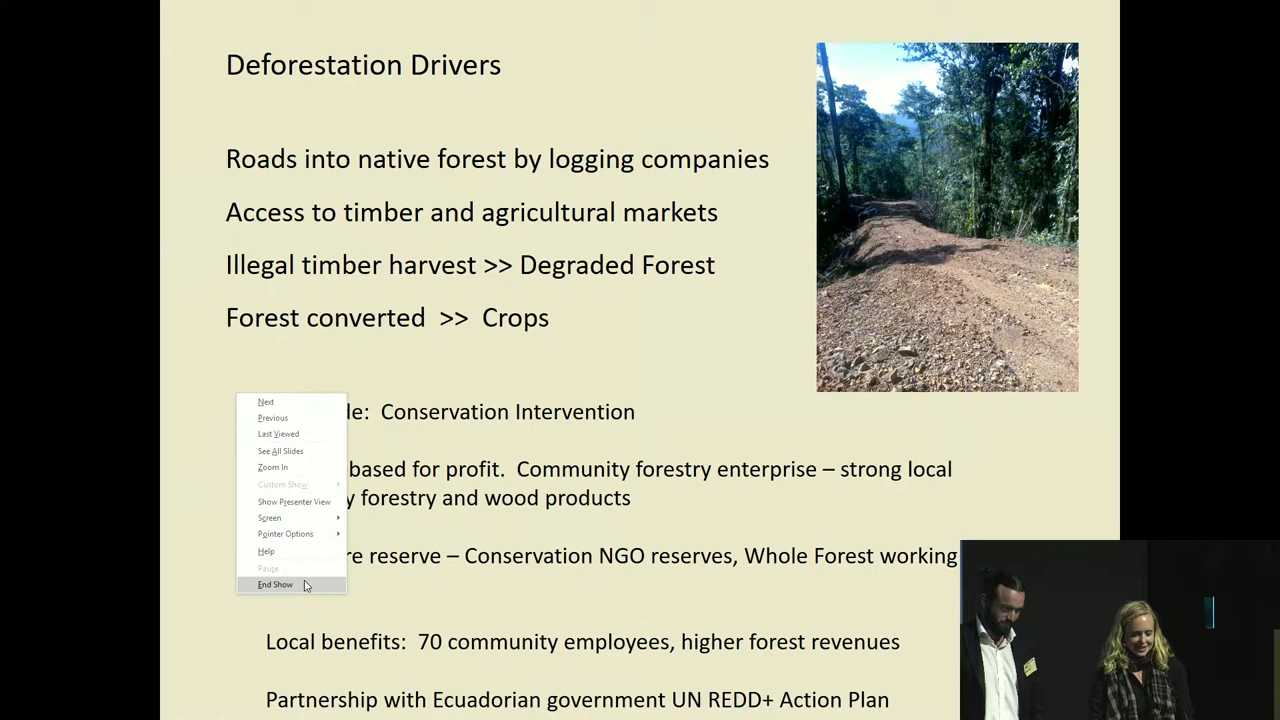 Deforestation Drivers
Roads into native forest by logging companies
Access to timber and agricultural markets
Illegal timber harvest >> Degraded Forest
Forest converted >> Crops
de: Conservation Intervention
based for profit. Community forestry enterprise – strong local
y forestry and wood products
re reserve – Conservation NGO reserves, Whole Forest working
Local benefits: 70 community employees, higher forest revenues
Partnership with Ecuadorian government UN REDD+ Action Plan
Next
Previous
Last Viewed
See All Slides
Zoom In
Custom Show
Show Presenter View
Screen
Pointer Options
Help
Pause
End Show